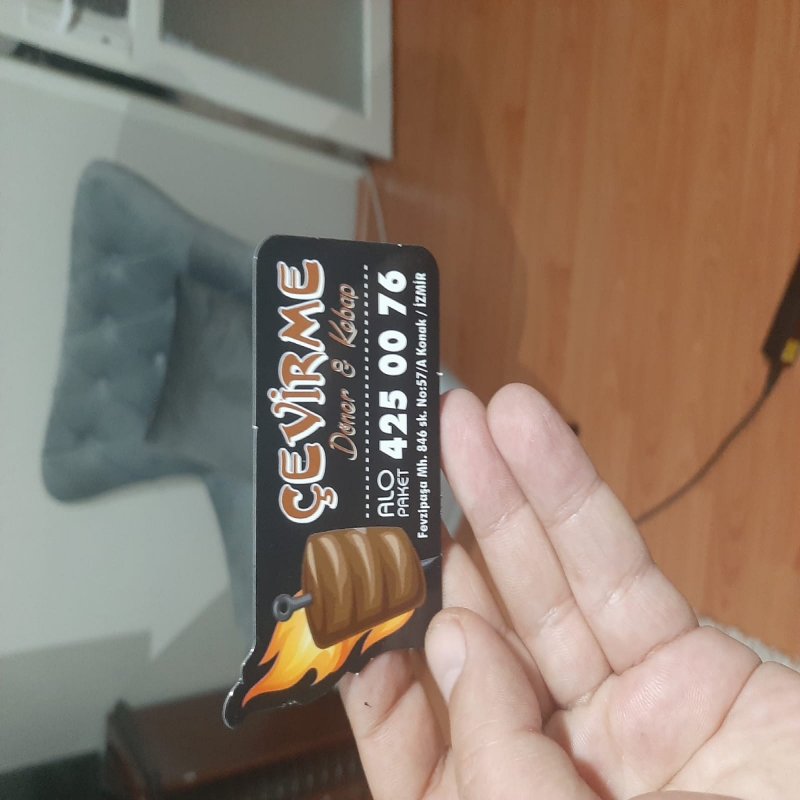 ÇEVİRME
Döner & Kebap
ALO PAKET 425 00 76
Fevzipaşa Mh. 846 sk. No:57/A Konak / İZMİR